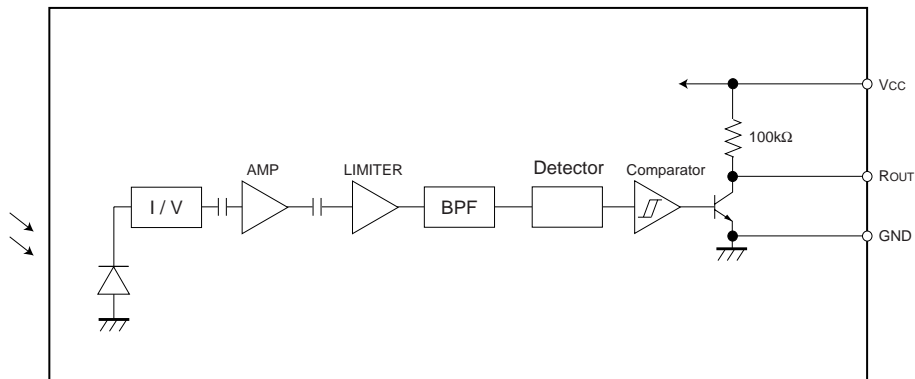 VCC
100kΩ
ROUT
GND
AMP
LIMITER
Detector
Comparator
I / V
BPF